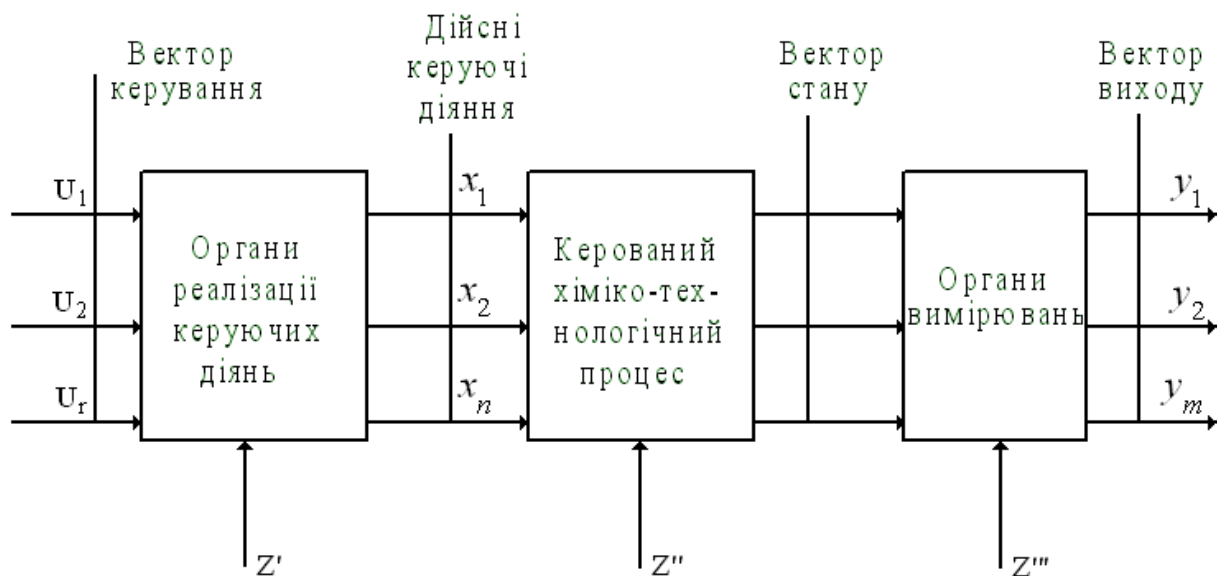 Вектор
керування
Дійсні
керуючі
діяння
Вектор
стану
Вектор
виходу
U1
U2
Ur
Органи
реалізації
керуючих
діянь
x1
x2
xn
Керований
хіміко-тех-
нологічний
процес
Органи
вимірювань
y1
y2
ym
Z'
Z''
Z'''